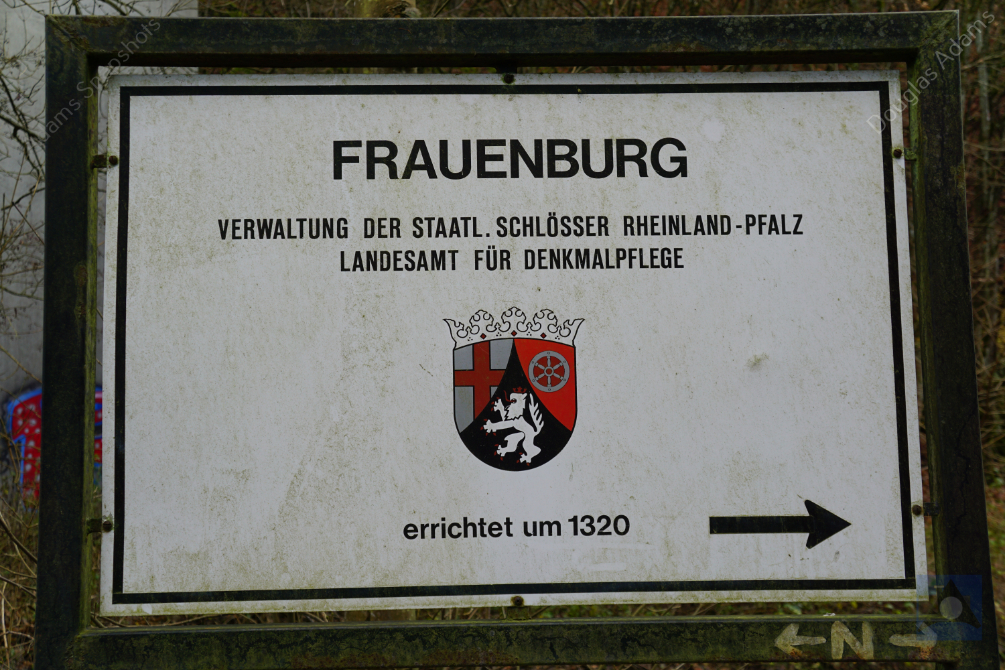 FRAUENBURG
VERWALTUNG DER STAATL. SCHLÖSSER RHEINLAND-PFALZ
LANDESAMT FÜR DENKMALPFLEGE
errichtet um 1320
N
Douglas Adams